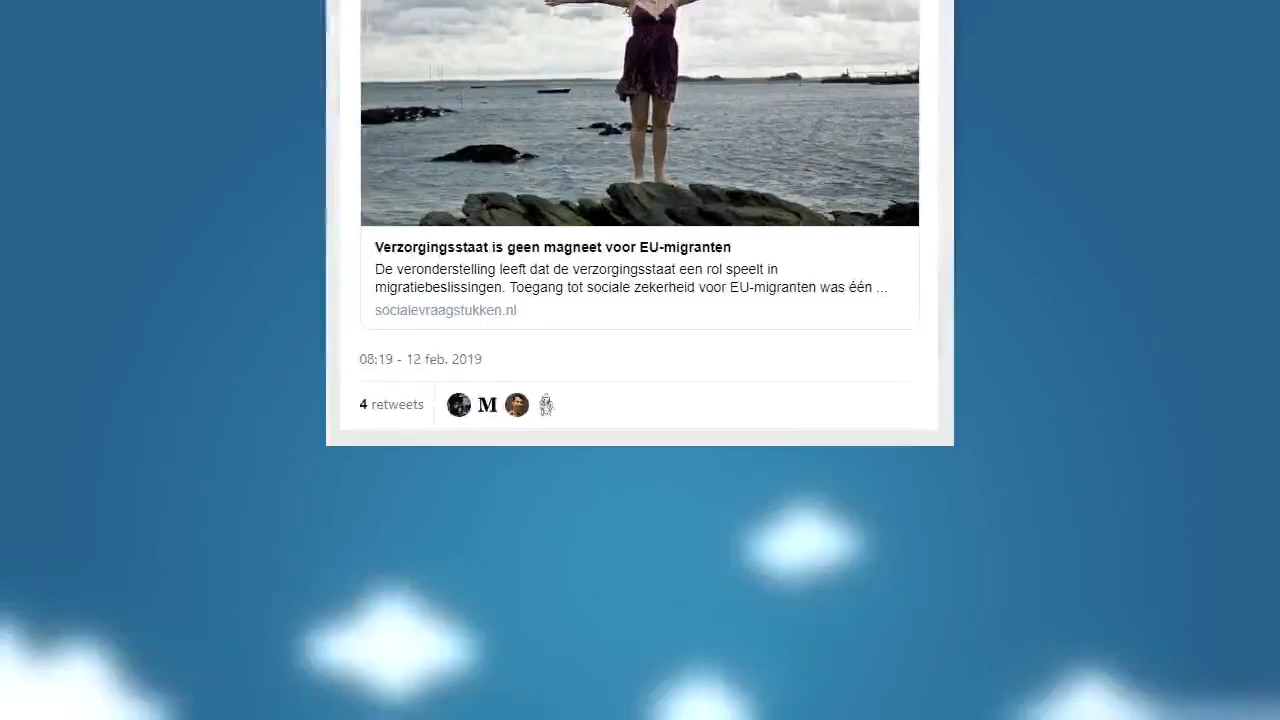 Verzorgingsstaat is geen magneet voor EU-migranten
De veronderstelling leeft dat de verzorgingsstaat een rol speelt in
migratiebeslissingen. Toegang tot sociale zekerheid voor EU-migranten was één ...
socialevraagstukken.nl
08:19 - 12 feb. 2019
4 retweets
M